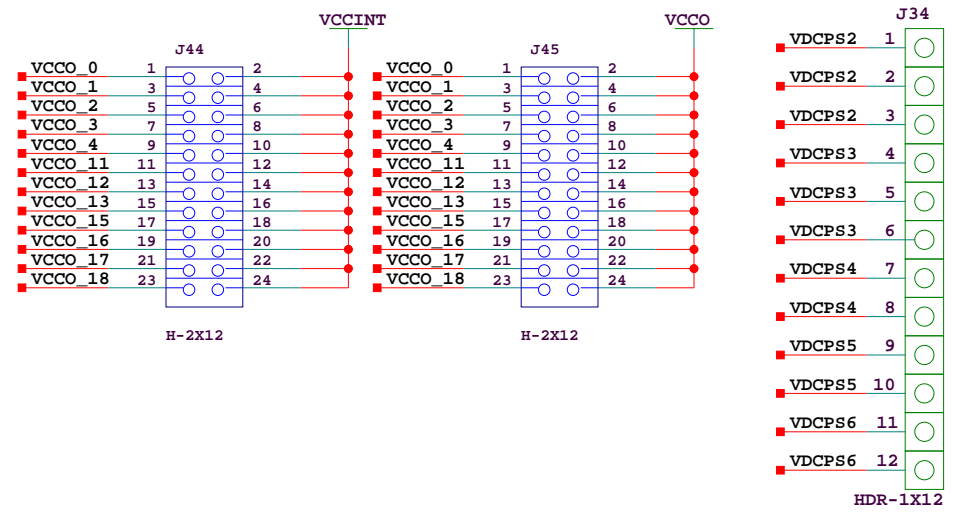 VCCINT
J44
VCCO_0 1 2
VCCO_1 3 4
VCCO_2 5 6
VCCO_3 7 8
VCCO_4 9 10
VCCO_11 11 12
VCCO_12 13 14
VCCO_13 15 16
VCCO_15 17 18
VCCO_16 19 20
VCCO_17 21 22
VCCO_18 23 24
H-2X12
VCCO
J45
VCCO_0 1 2
VCCO_1 3 4
VCCO_2 5 6
VCCO_3 7 8
VCCO_4 9 10
VCCO_11 11 12
VCCO_12 13 14
VCCO_13 15 16
VCCO_15 17 18
VCCO_16 19 20
VCCO_17 21 22
VCCO_18 23 24
H-2X12
J34
VDCPS2 1
VDCPS2 2
VDCPS2 3
VDCPS3 4
VDCPS3 5
VDCPS3 6
VDCPS4 7
VDCPS4 8
VDCPS5 9
VDCPS5 10
VDCPS6 11
VDCPS6 12
HDR-1X12